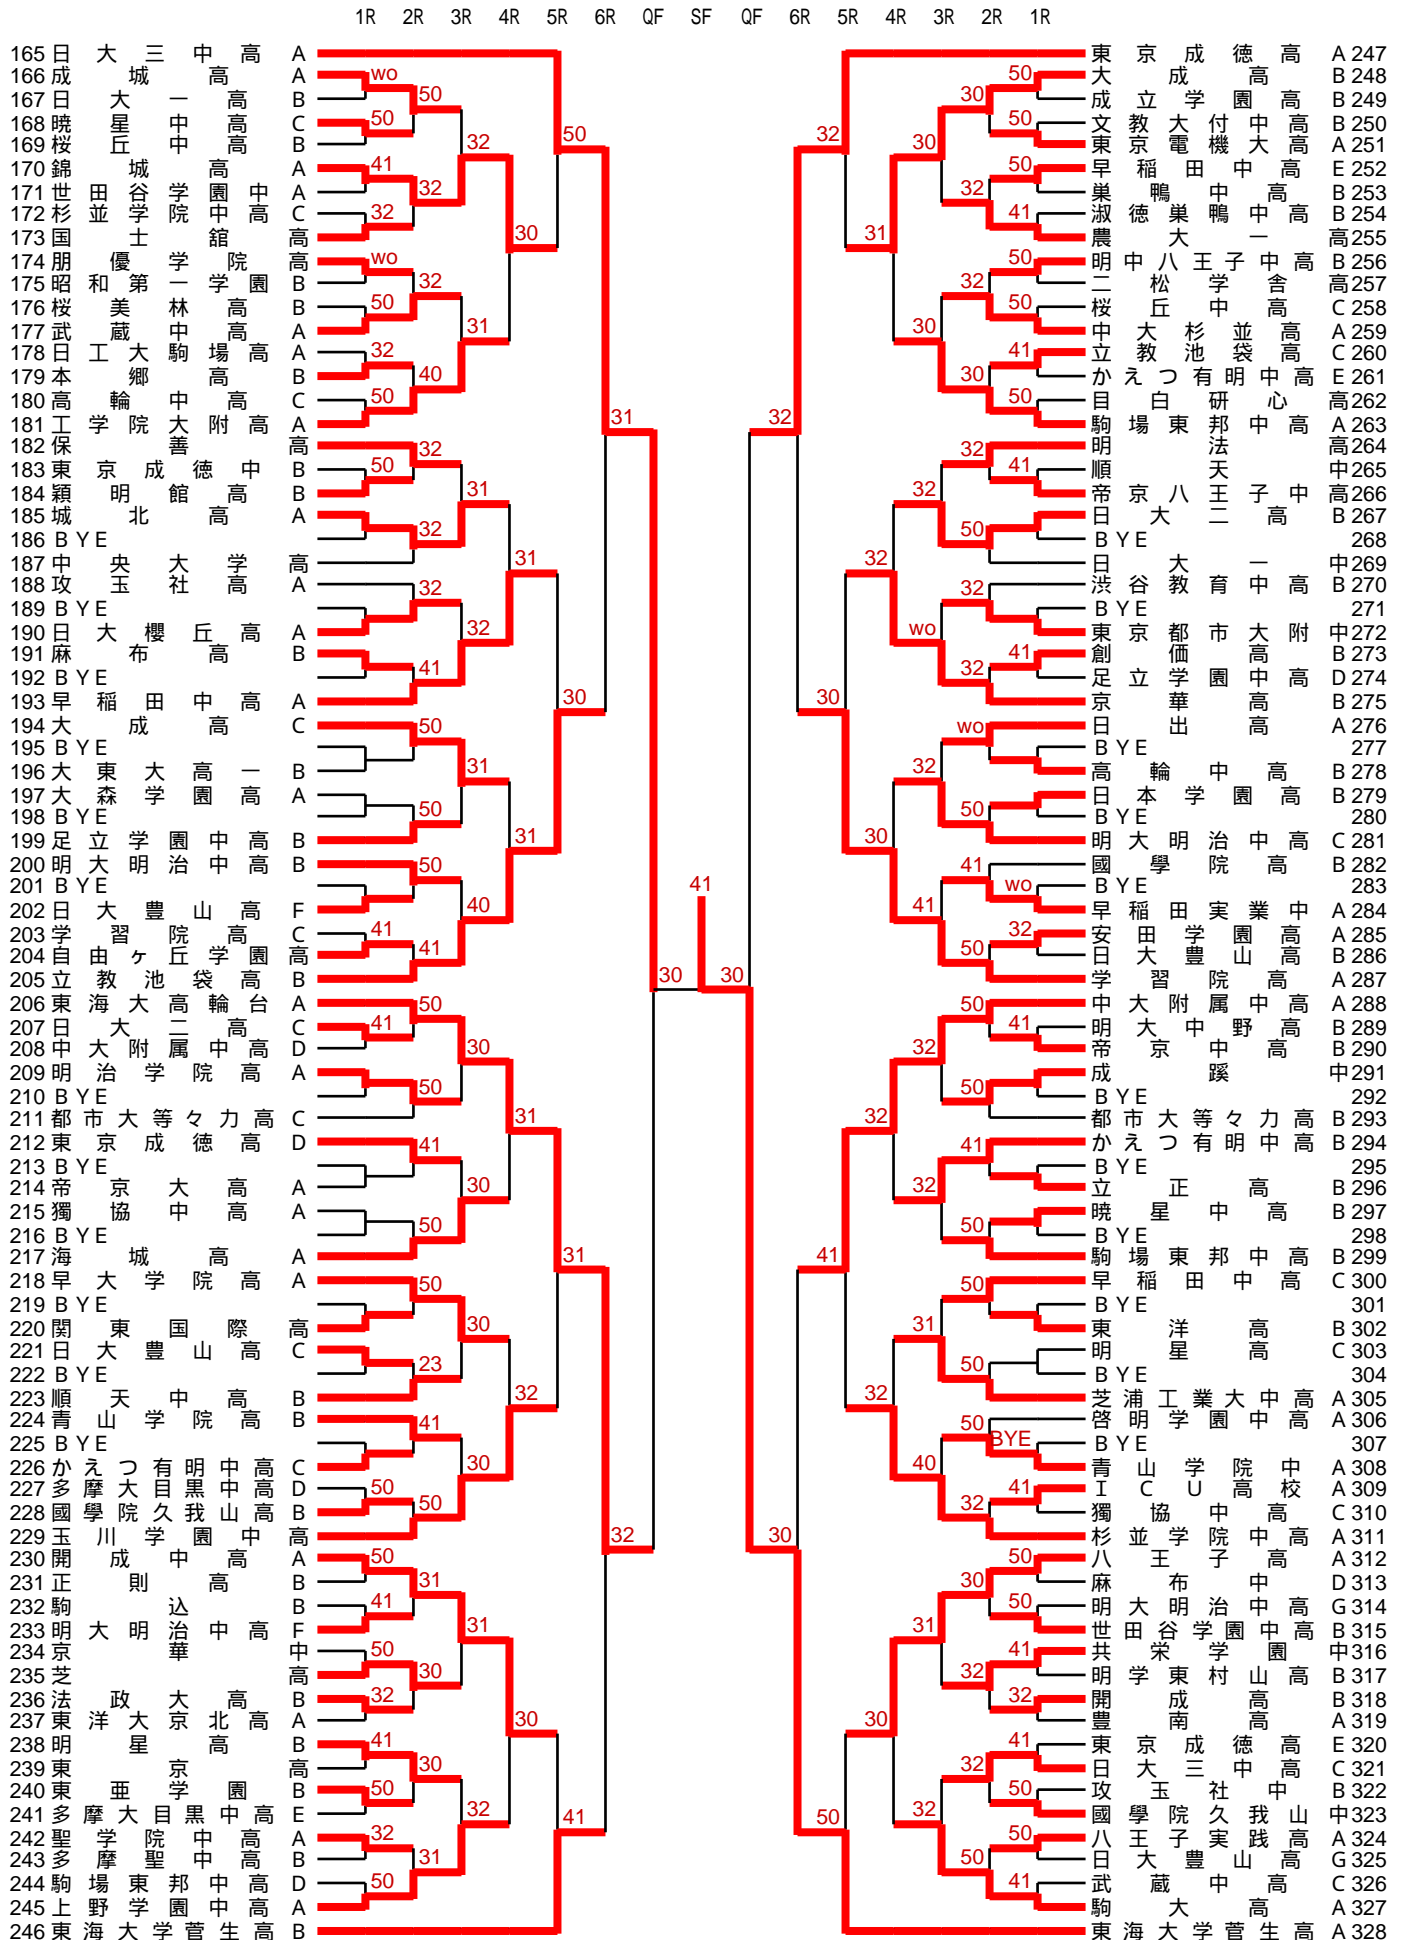 1R 2R 3R 4R 5R 6R QF SF QF 6R 5R 4R 3R 2R 1R
165 日大三中高 A
166 成城高 A
167 日大一高 B
168 暁星中高 C
169 桜丘中高 B
170 錦城高 A
171 世田谷学園中 A
172 杉並学院中高 C
173 国士舘高
174 朋優学院高
175 昭和第一学園 B
176 桜美林高 B
177 武蔵中高 A
178 日工大駒場高 A
179 本郷高 B
180 高輪中高 C
181 工学院大附高 A
182 保善高
183 東京成徳中 B
184 穎明館高 B
185 城北高 A
186 BYE
187 中央大学高
188 攻玉社高 A
189 BYE
190 日大櫻丘高 A
191 麻布高 B
192 BYE
193 早稲田中高 A
194 大成高 C
195 BYE
196 大東大高一 B
197 大森学園高 A
198 BYE
199 足立学園中高 B
200 明大明治中高 B
201 BYE
202 日大豊山高 F
203 学習院高 C
204 自由ヶ丘学園高
205 立教池袋高 B
206 東海大高輪台 A
207 日大二高 C
208 中大附属中高 D
209 明治学院高 A
210 BYE
211 都市大等々力高 C
212 東京成徳高 D
213 BYE
214 帝京大高 A
215 獨協中高 A
216 BYE
217 海城高 A
218 早大学院高 A
219 BYE
220 関東国際高
221 日大豊山高 C
222 BYE
223 順天中高 B
224 青山学院高 B
225 BYE
226 かえつ有明中高 C
227 多摩大目黒中高 D
228 國學院久我山高 B
229 玉川学園中高
230 開成中高 A
231 正則高 B
232 駒込 B
233 明大明治中高 F
234 京華中
235 芝高
236 法政大高 B
237 東洋大京北高 A
238 明星高 B
239 東京高
240 東亜学園 B
241 多摩大目黒中高 E
242 聖学院中高 A
243 多摩聖中高 B
244 駒場東邦中高 D
245 上野学園中高 A
246 東海大学菅生高 B
wo
50
50
41
32
32
32
50
30
wo
50
32
31
32
50
40
50
32
50
32
31
31
32
41
32
31
50
50
31
50
41
41
40
31
30
50
41
50
30
41
50
30
31
50
23
30
41
50
50
30
32
31
50
41
31
50
32
30
31
41
50
30
32
50
31
32
30
41
32
30
41
30
32
30
32
30
41
30
50
東京成徳高 A 247
大成高 B 248
成立学園高 B 249
文教大付中高 B 250
東京電機大高 A 251
早稲田中高 E 252
巣鴨中高 B 253
淑徳巣鴨中高 B 254
農大一高 255
明中八王子中高 B 256
二松学舎高 257
桜丘中高 C 258
中大杉並高 A 259
立教池袋高 C 260
かえつ有明中高 E 261
目白研心高 262
駒場東邦中高 A 263
明法高 264
順天中 265
帝京八王子中高 266
日大二高 B 267
BYE 268
日大一中 269
渋谷教育中高 B 270
BYE 271
東京都市大附中 272
創価高 B 273
足立学園中高 D 274
京華高 B 275
日出高 A 276
BYE 277
高輪中高 B 278
日本学園高 B 279
BYE 280
明大明治中高 C 281
國學院高 B 282
BYE 283
早稲田実業中 A 284
安田学園高 A 285
日大豊山高 B 286
学習院高 A 287
中大附属中高 A 288
明大中野高 B 289
帝京中高 B 290
成蹊中 291
BYE 292
都市大等々力高 B 293
かえつ有明中高 B 294
BYE 295
立正高 B 296
暁星中高 B 297
BYE 298
駒場東邦中高 B 299
早稲田中高 C 300
BYE 301
東洋高 B 302
明星高 C 303
BYE 304
芝浦工業大中高 A 305
啓明学園中高 A 306
BYE 307
青山学院中 A 308
ICU高校 A 309
獨協中高 C 310
杉並学院中高 A 311
八王子高 A 312
麻布中 D 313
明大明治中高 G 314
世田谷学園中高 B 315
共栄学園中 316
明学東村山高 B 317
開成高 B 318
豊南高 A 319
東京成徳高 E 320
日大三中高 C 321
攻玉社中 B 322
國學院久我山中 323
八王子実践高 A 324
日大豊山高 G 325
武蔵中高 C 326
駒大高 A 327
東海大学菅生高 A 328
50
30
50
30
50
32
41
31
50
32
50
30
41
30
50
32
41
32
50
32
32
wo
41
32
wo
32
50
30
41
wo
41
32
50
50
41
32
50
32
41
32
50
50
31
50
32
50
BYE
40
41
32
50
30
50
31
41
32
32
30
41
32
50
32
50
50
41